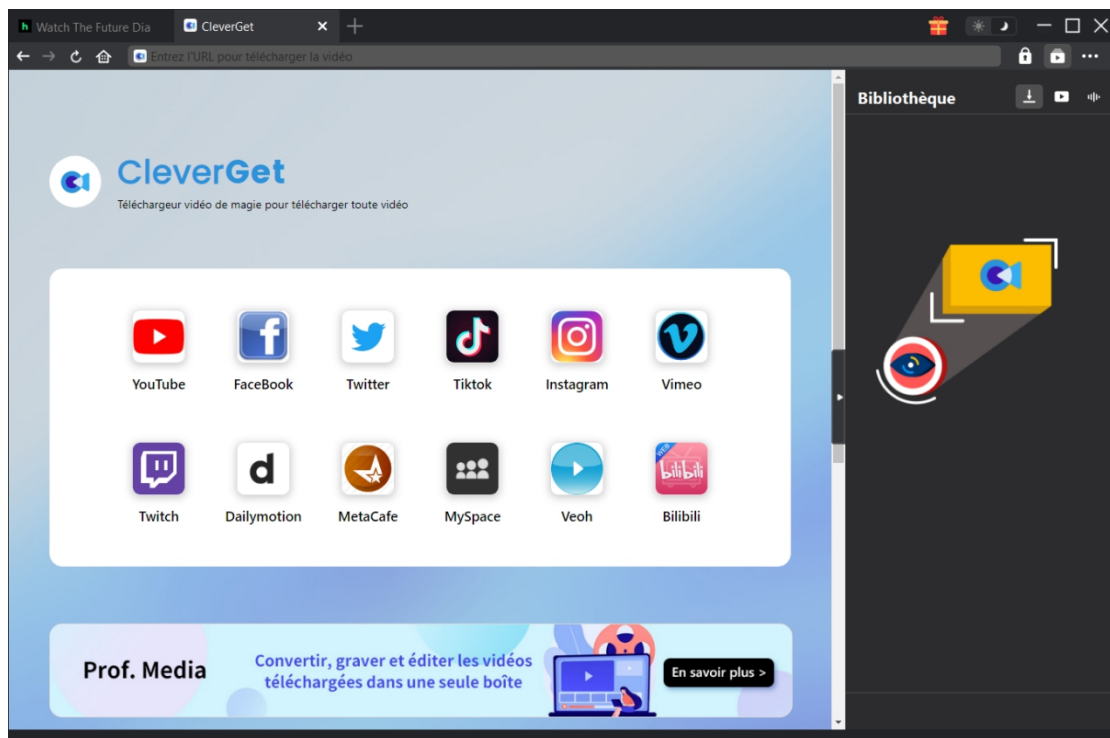 h Watch The Future Dia
CleverGet
Entrez l'URL pour télécharger la vidéo
Bibliothèque
CleverGet
Téléchargeur vidéo de magie pour télécharger toute vidéo
YouTube FaceBook Twitter Tiktok Instagram Vimeo
WEB
bilibili
Twitch Dailymotion MetaCafe MySpace Veoh Bilibili
Prof. Media
Convertir, graver et éditer les vidéos
téléchargées dans une seule boîte
En savoir plus >